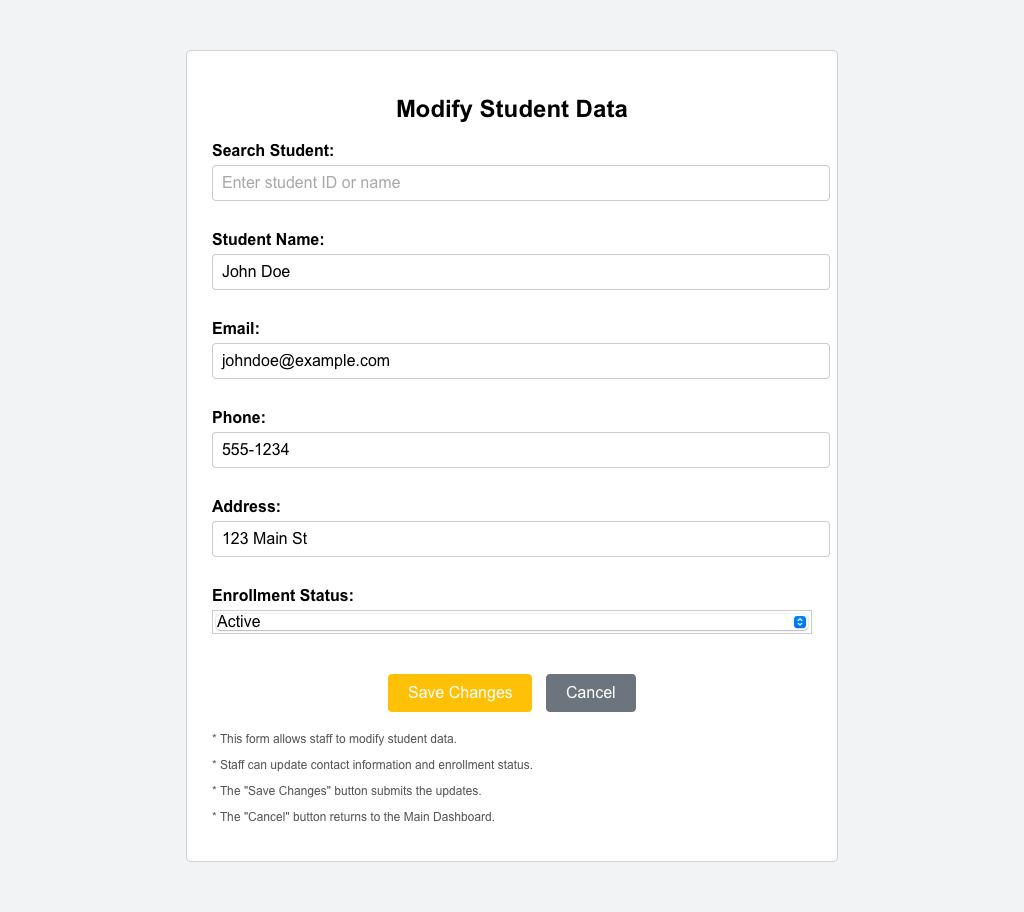 Modify Student Data
Search Student:
Enter student ID or name
Student Name:
John Doe
Email:
johndoe@example.com
Phone:
555-1234
Address:
123 Main St
Enrollment Status:
Active
Save Changes Cancel
* This form allows staff to modify student data.
* Staff can update contact information and enrollment status.
* The "Save Changes" button submits the updates.
* The "Cancel" button returns to the Main Dashboard.